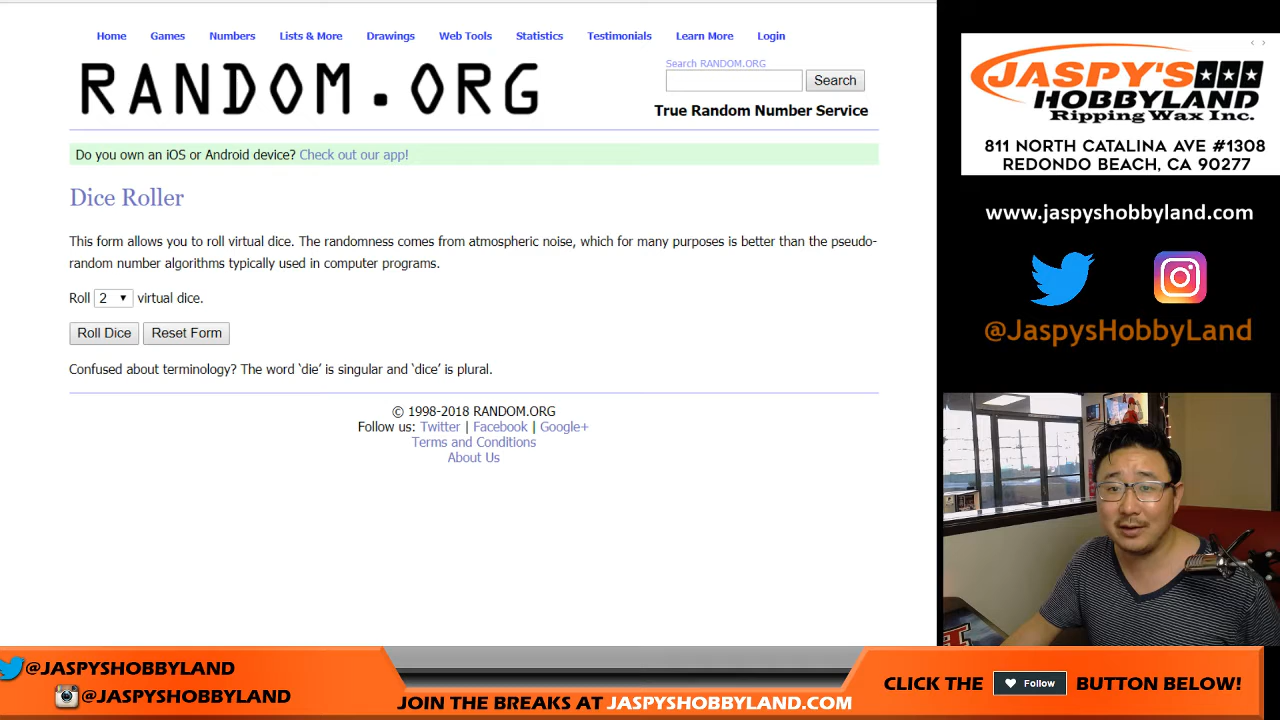 Home Games Numbers Lists & More Drawings Web Tools Statistics Testimonials Learn More Login
RANDOM.ORG
Search RANDOM.ORG
Search
True Random Number Service
Do you own an iOS or Android device? Check out our app!
Dice Roller
This form allows you to roll virtual dice. The randomness comes from atmospheric noise, which for many purposes is better than the pseudo-
random number algorithms typically used in computer programs.
Roll 2 virtual dice.
Roll Dice Reset Form
Confused about terminology? The word ‘die’ is singular and ‘dice’ is plural.
© 1998-2018 RANDOM.ORG
Follow us: Twitter | Facebook | Google+
Terms and Conditions
About Us
JASPY'S
HOBBYLAND
Ripping Wax Inc.
811 NORTH CATALINA AVE #1308
REDONDO BEACH, CA 90277
www.jaspyshobbyland.com
@JaspysHobbyLand
@JASPYSHOBBYLAND
@JASPYSHOBBYLAND
JOIN THE BREAKS AT JASPYSHOBBYLAND.COM
CLICK THE Follow BUTTON BELOW!